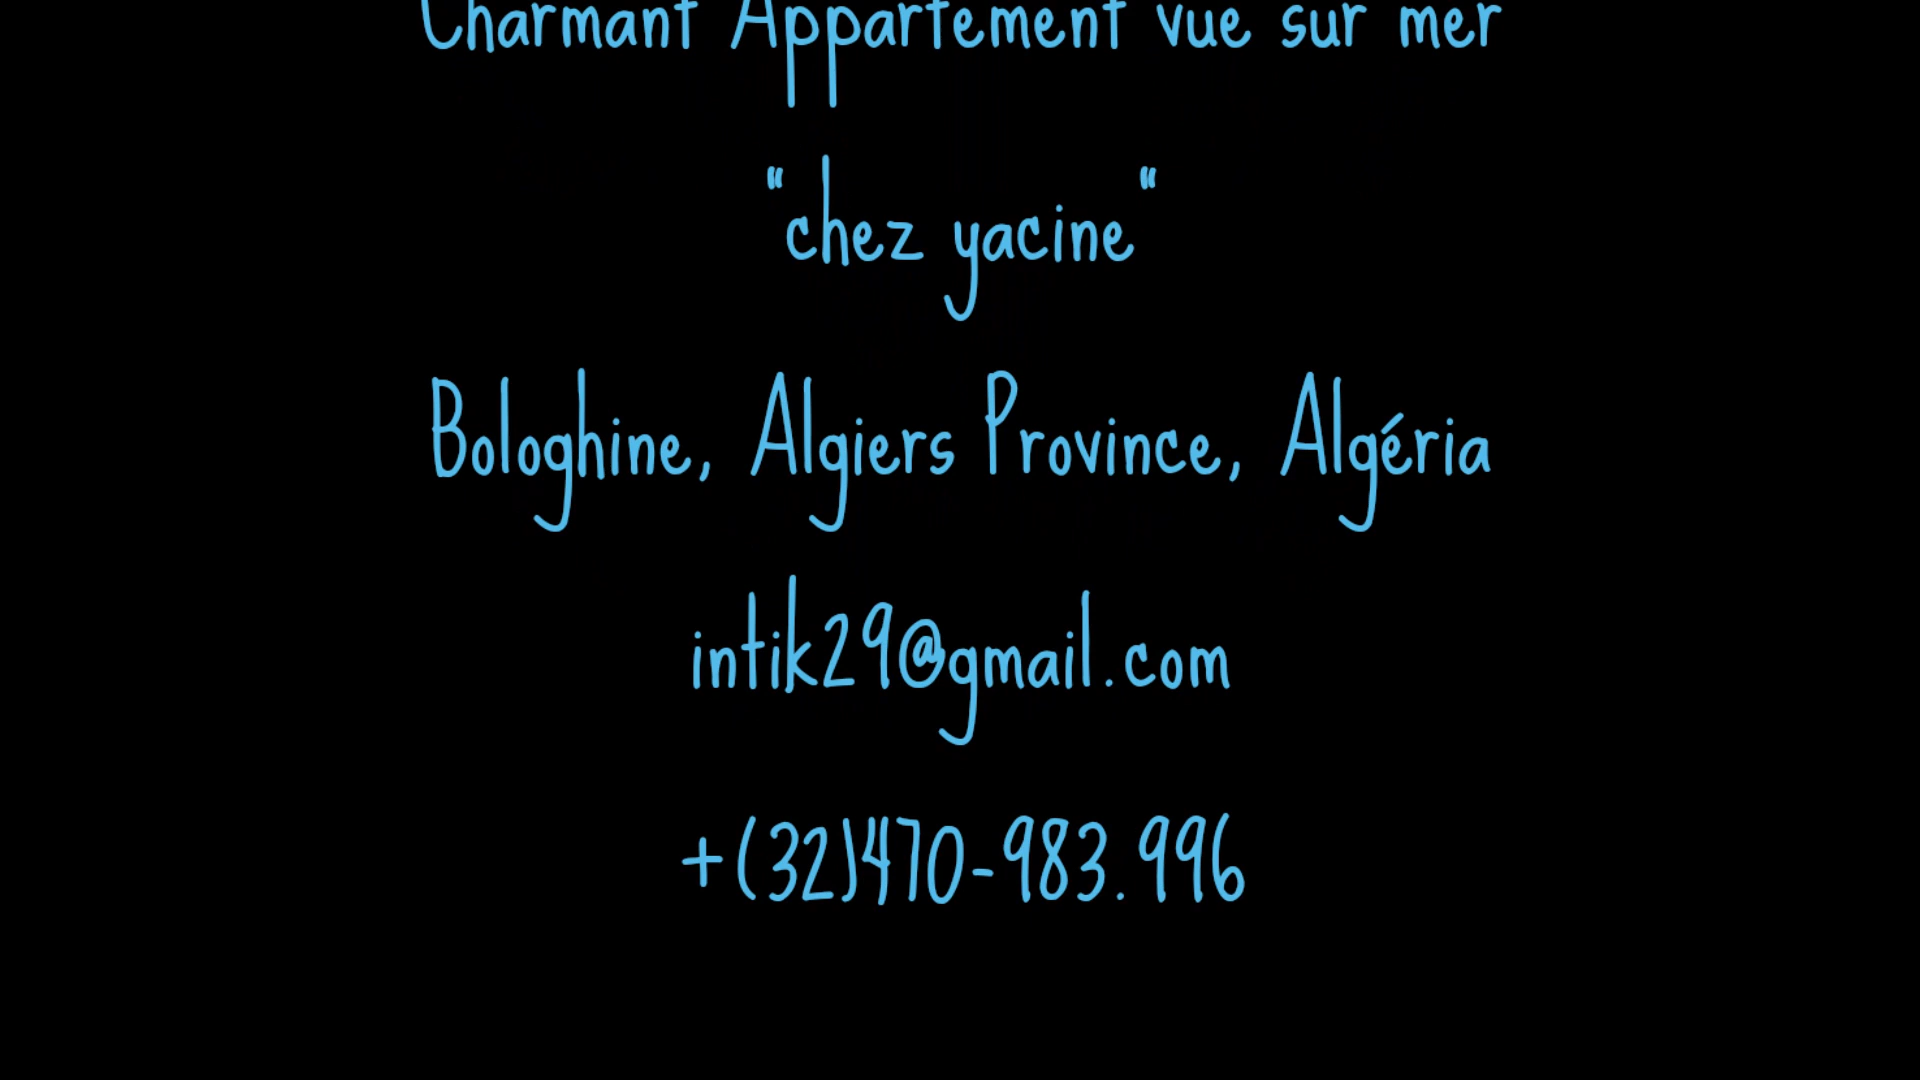 Charmant Appartement vue sur mer
"chez yacine"
Bologhine, Algiers Province, Algéria
intik29@gmail.com
+(32)470-983.996